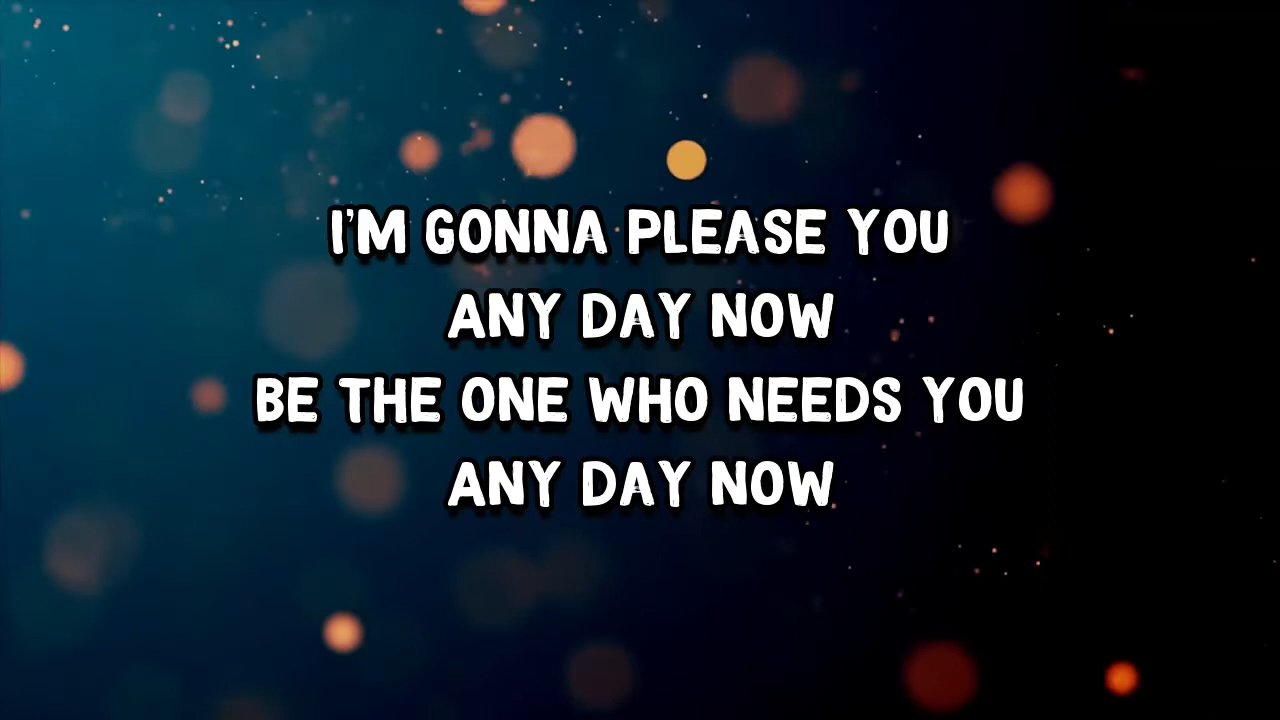 I'M GONNA PLEASE YOU
ANY DAY NOW
BE THE ONE WHO NEEDS YOU
ANY DAY NOW